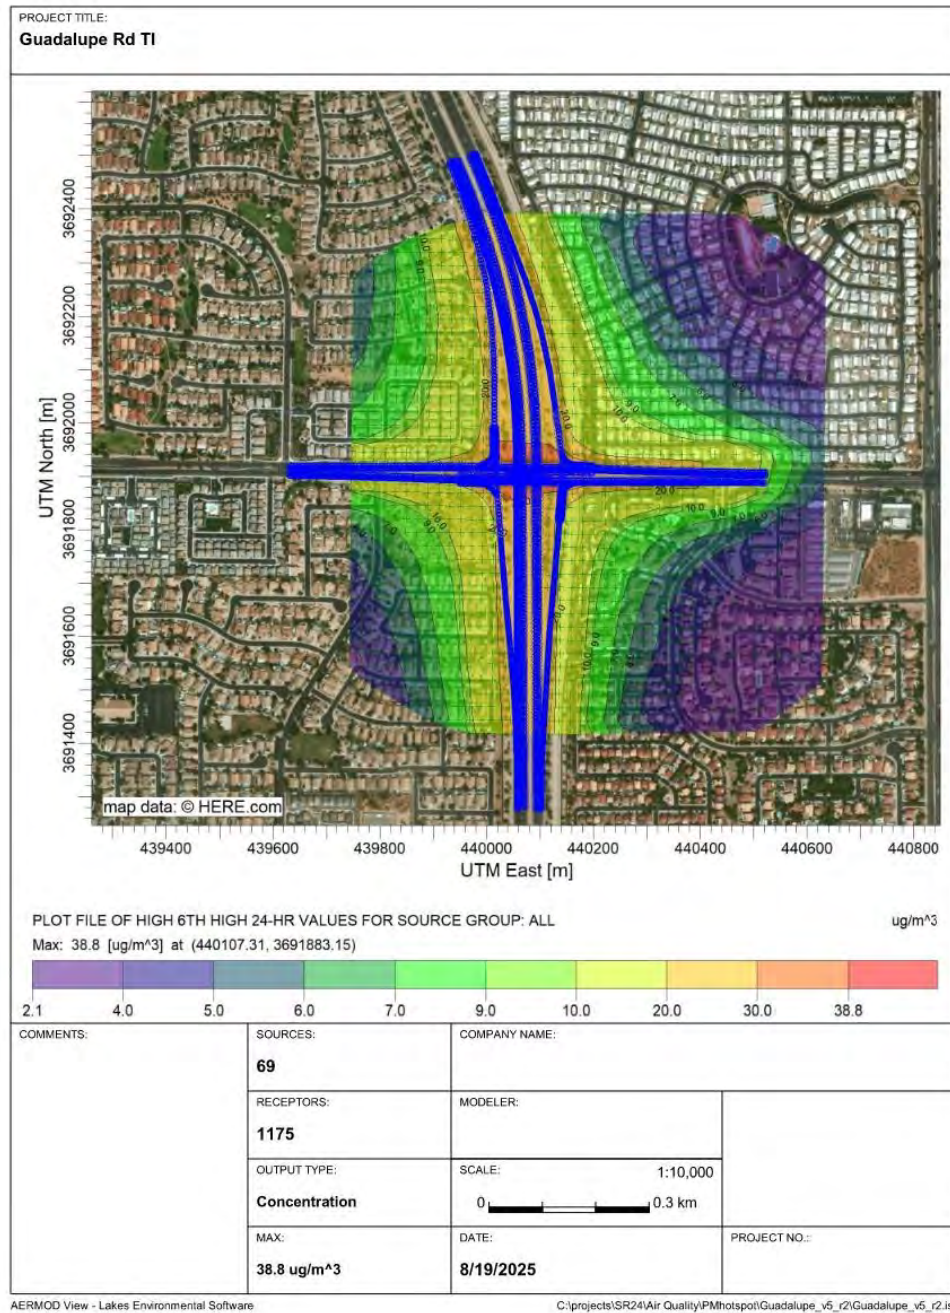 PROJECT TITLE:
Guadalupe Rd TI
UTM North [m]
3692400
3692200
3692000
3691800
3691600
3691400
map data: © HERE.com
439400 439600 439800 440000 440200 440400 440600 440800
UTM East [m]
PLOT FILE OF HIGH 6TH HIGH 24-HR VALUES FOR SOURCE GROUP: ALL ug/m^3
Max: 38.8 [ug/m^3] at (440107.31, 3691883.15)
2.1 4.0 5.0 6.0 7.0 9.0 10.0 20.0 30.0 38.8
COMMENTS:
SOURCES:
69
COMPANY NAME:
RECEPTORS:
1175
MODELER:
OUTPUT TYPE:
Concentration
SCALE: 1:10,000
0 0.3 km
MAX:
38.8 ug/m^3
DATE:
8/19/2025
PROJECT NO.:
AERMOD View - Lakes Environmental Software C:\projects\SR24\Air Quality\PMhotspot\Guadalupe_v5_r2\Guadalupe_v5_r2.is